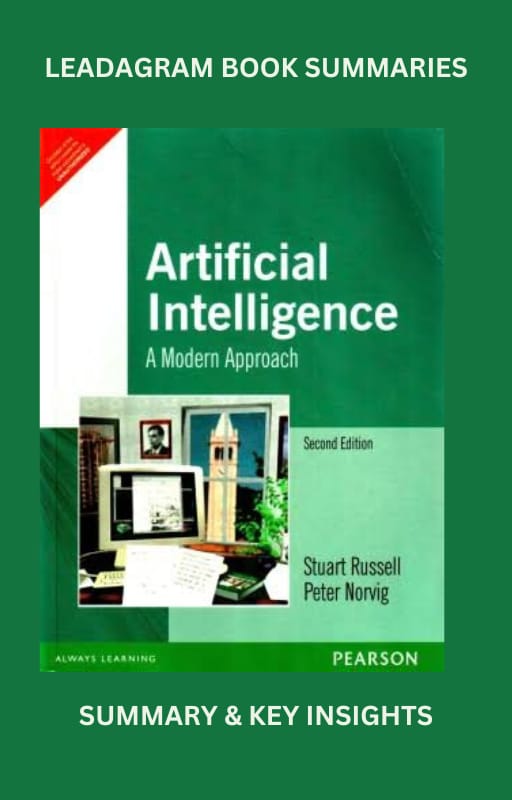 LEADAGRAM BOOK SUMMARIES
Artificial
Intelligence
A Modern Approach
Second Edition
Stuart Russell
Peter Norvig
ALWAYS LEARNING
PEARSON
SUMMARY & KEY INSIGHTS